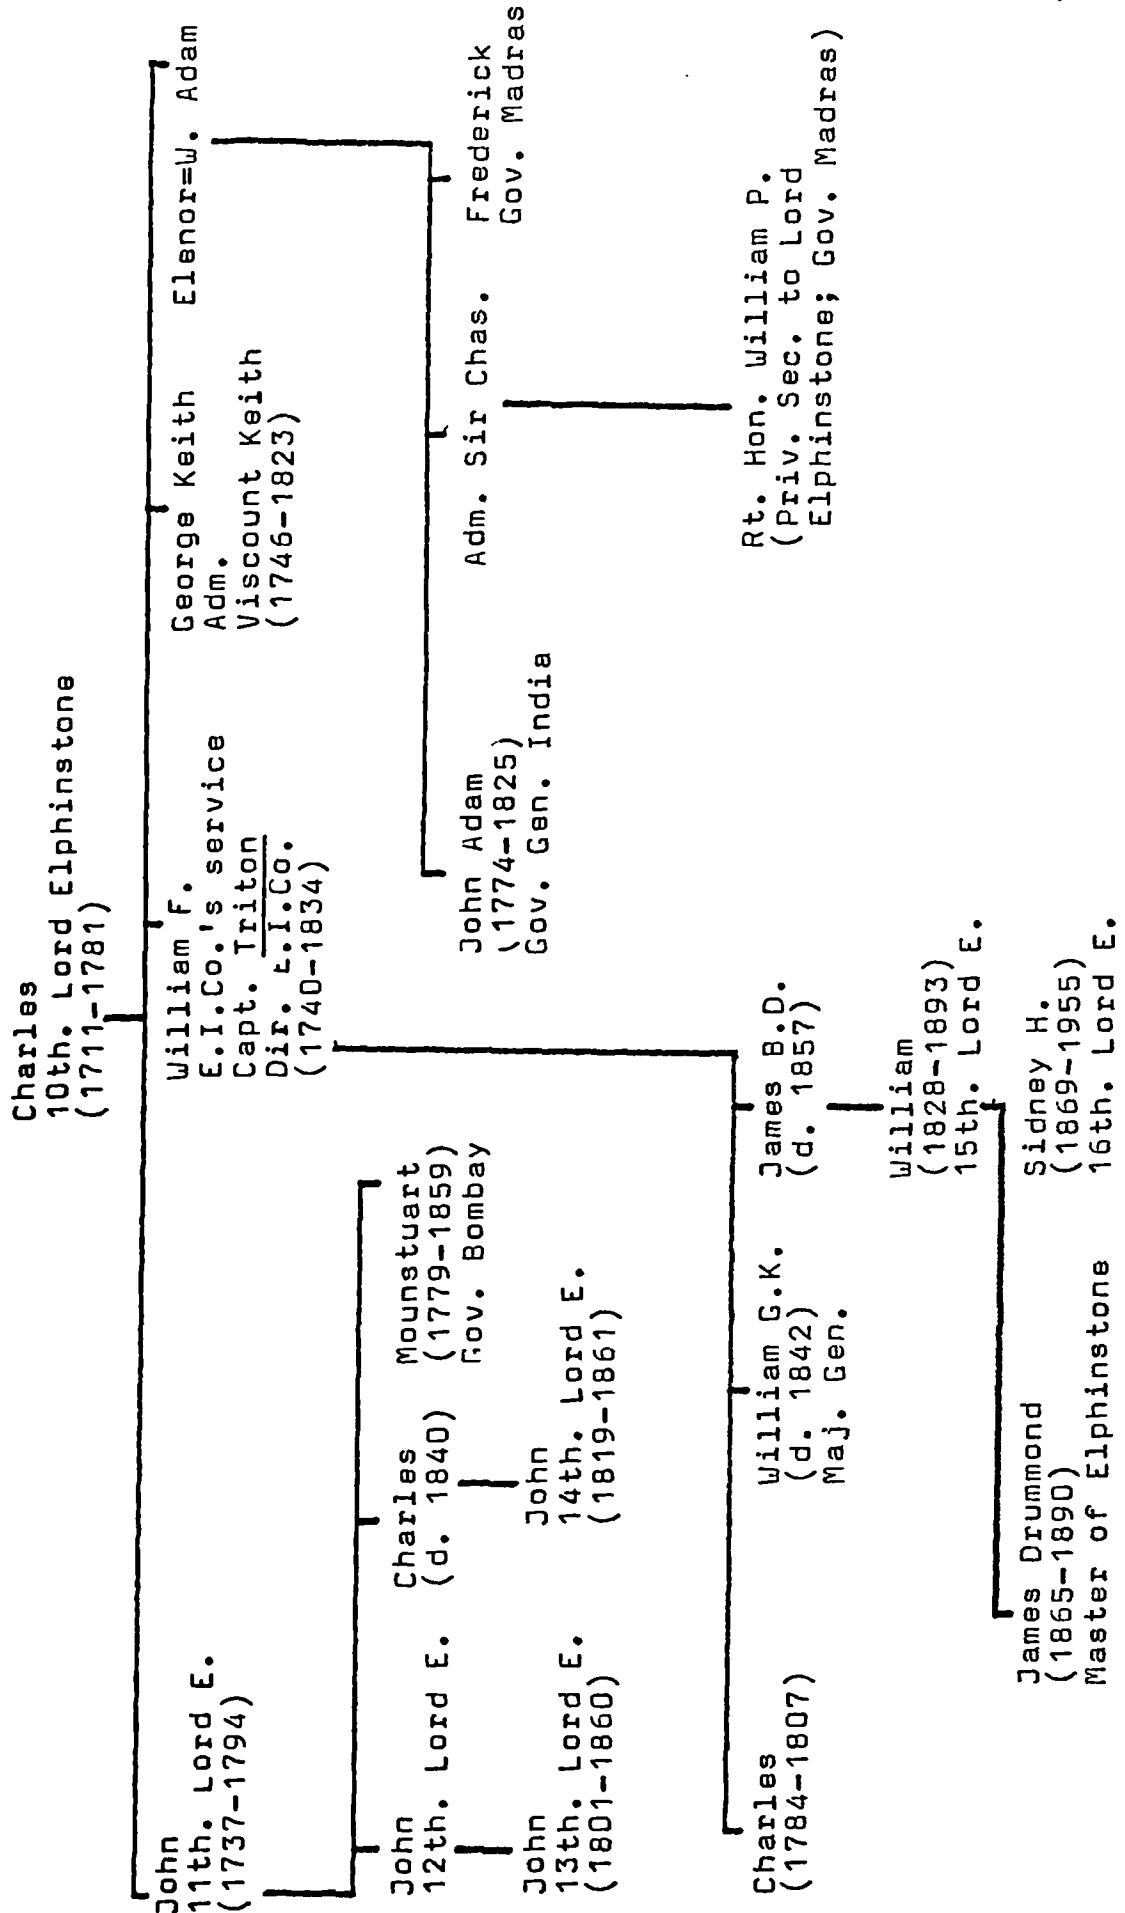 Charles
10th. Lord Elphinstone
(1711-1781)
John
11th. Lord E.
(1737-1794)
William F.
E.I.Co.'s service
Capt. Triton
Dir. E.I.Co.
(1740-1834)
George Keith
Adm.
Viscount Keith
(1746-1823)
Elenor=W. Adam
John
12th. Lord E.
Charles
(d. 1840)
Mounstuart
(1779-1859)
Gov. Bombay
John
13th. Lord E.
(1801-1860)
John
14th. Lord E.
(1819-1861)
John Adam
(1774-1825)
Gov. Gen. India
Adm. Sir Chas.
Frederick
Gov. Madras
Charles
(1784-1807)
William G.K.
(d. 1842)
Maj. Gen.
James B.D.
(d. 1857)
Rt. Hon. William P.
(Priv. Sec. to Lord
Elphinstone; Gov. Madras)
William
(1828-1893)
15th. Lord E.
James Drummond
(1865-1890)
Master of Elphinstone
Sidney H.
(1869-1955)
16th. Lord E.